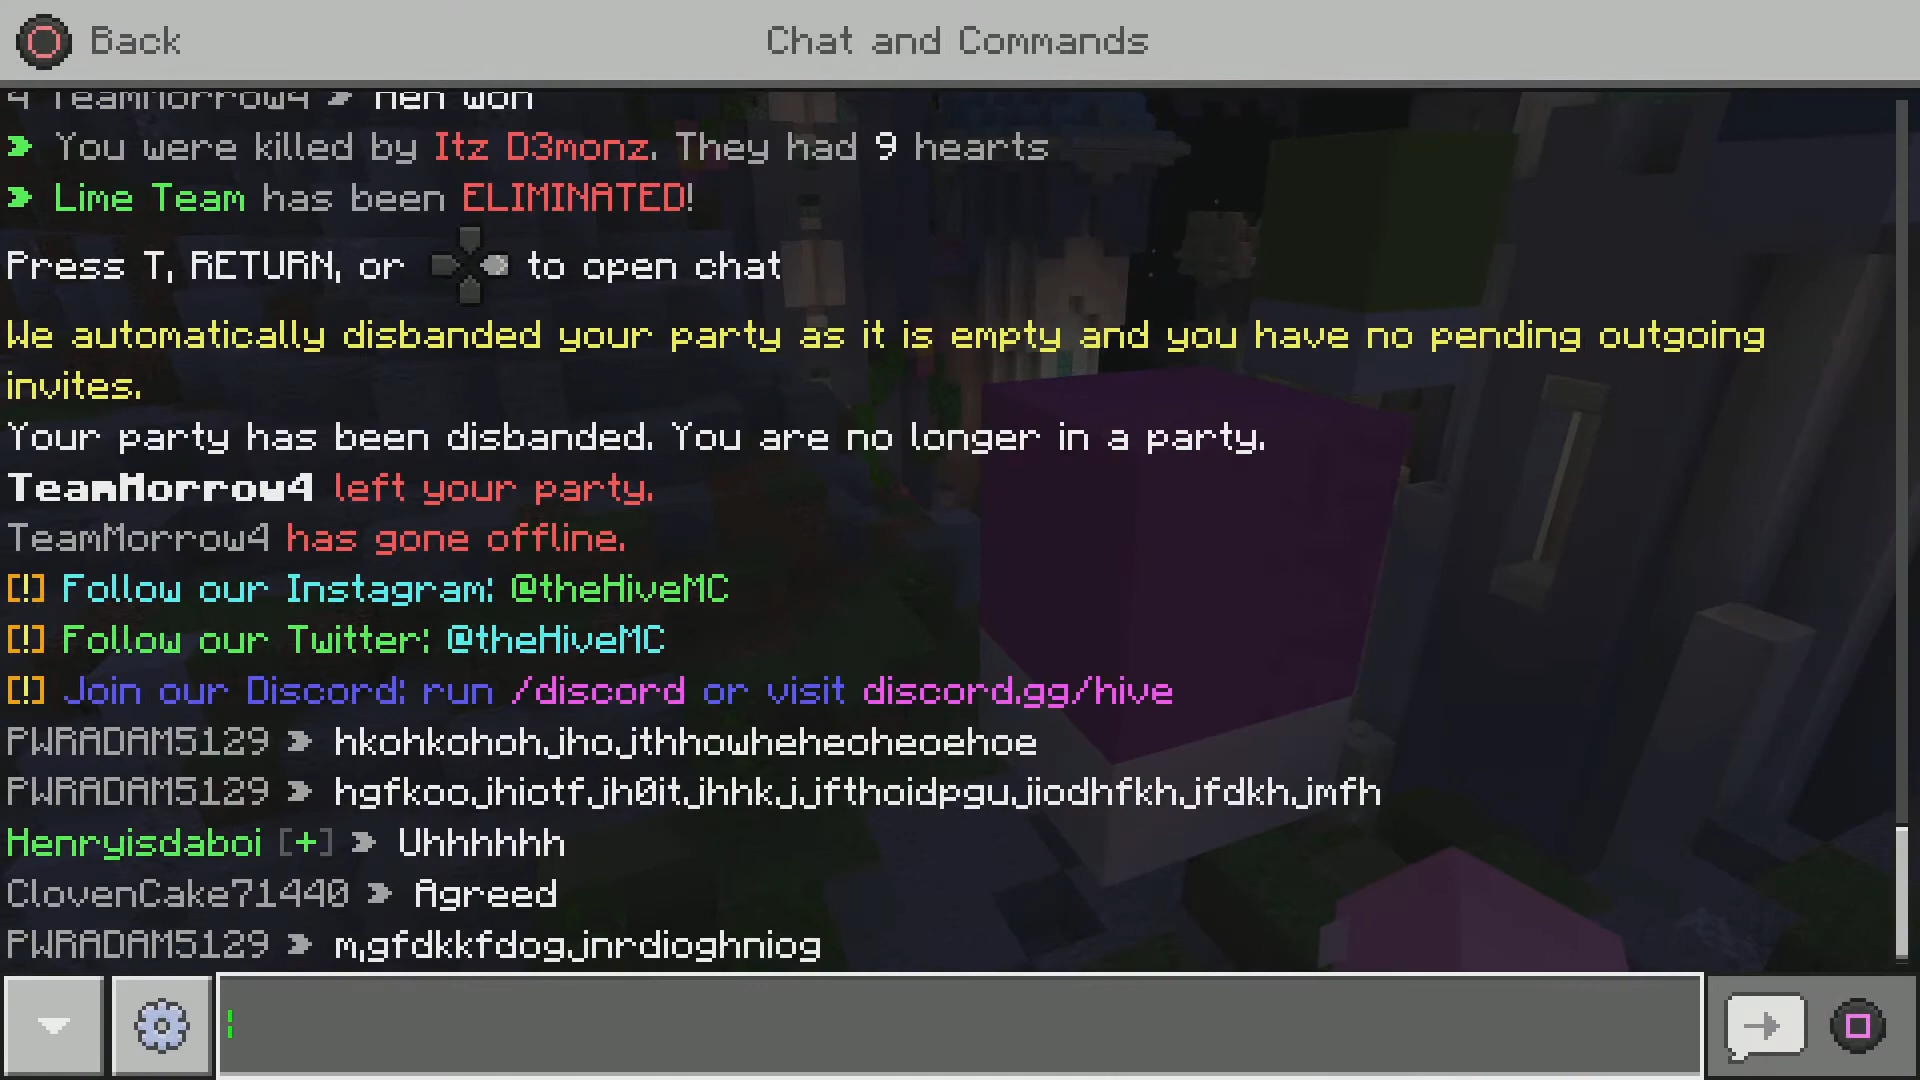 Back
Chat and Commands
4 TeamMorrow4 » Heh won
» You were killed by Itz D3monz. They had 9 hearts
» Lime Team has been ELIMINATED!
Press T, RETURN, or to open chat
We automatically disbanded your party as it is empty and you have no pending outgoing
invites.
Your party has been disbanded. You are no longer in a party.
TeamMorrow4 left your party.
TeamMorrow4 has gone offline.
[!] Follow our Instagram: @theHiveMC
[!] Follow our Twitter: @theHiveMC
[!] Join our Discord: run /discord or visit discord.gg/hive
PWRADAM5129 » hkohkohohjhojthhowheheoheoehoe
PWRADAM5129 » hgfkoojhiotfjh0itjhhkjjfthoidpgujiodhfkhjfdkhjmfh
Henryisdaboi [+] » Uhhhhhh
ClovenCake71440 » Agreed
PWRADAM5129 » m,gfdkkfdogjnrdioghniog